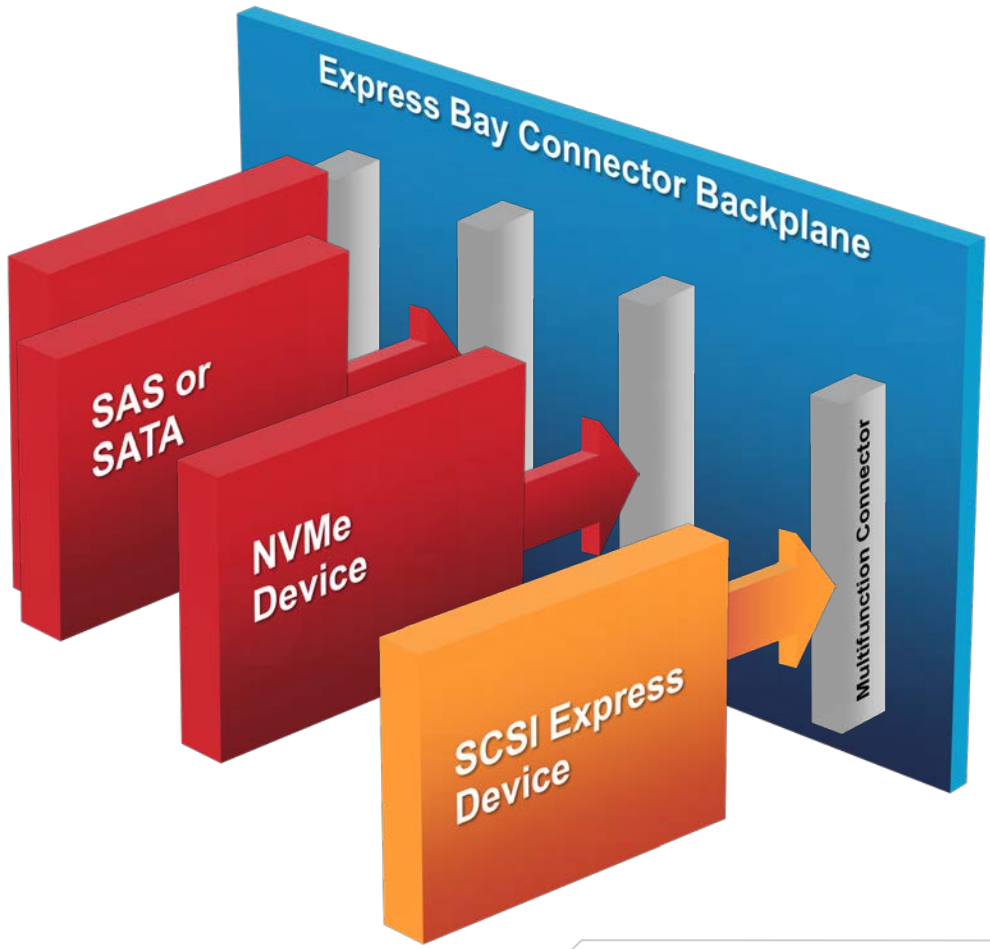 Express Bay Connector Backplane
SAS or
SATA
NVMe
Device
SCSI Express
Device
Multifunction Connector